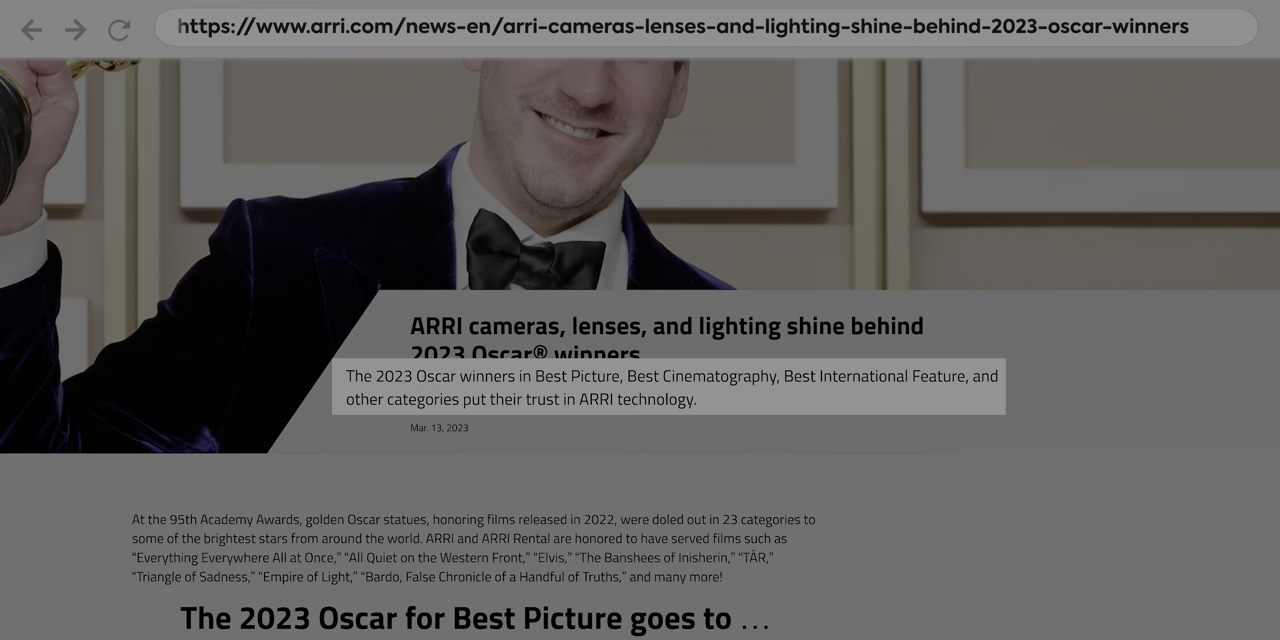 https://www.arri.com/news-en/arri-cameras-lenses-and-lighting-shine-behind-2023-oscar-winners
ARRI cameras, lenses, and lighting shine behind
2023 Oscar® winners
The 2023 Oscar winners in Best Picture, Best Cinematography, Best International Feature, and
other categories put their trust in ARRI technology.
Mar. 13, 2023
At the 95th Academy Awards, golden Oscar statues, honoring films released in 2022, were doled out in 23 categories to
some of the brightest stars from around the world. ARRI and ARRI Rental are honored to have served films such as
“Everything Everywhere All at Once,” “All Quiet on the Western Front,” “Elvis,” “The Banshees of Inisherin,” “TÁR,”
“Triangle of Sadness,” “Empire of Light,” “Bardo, False Chronicle of a Handful of Truths,” and many more!
The 2023 Oscar for Best Picture goes to ...